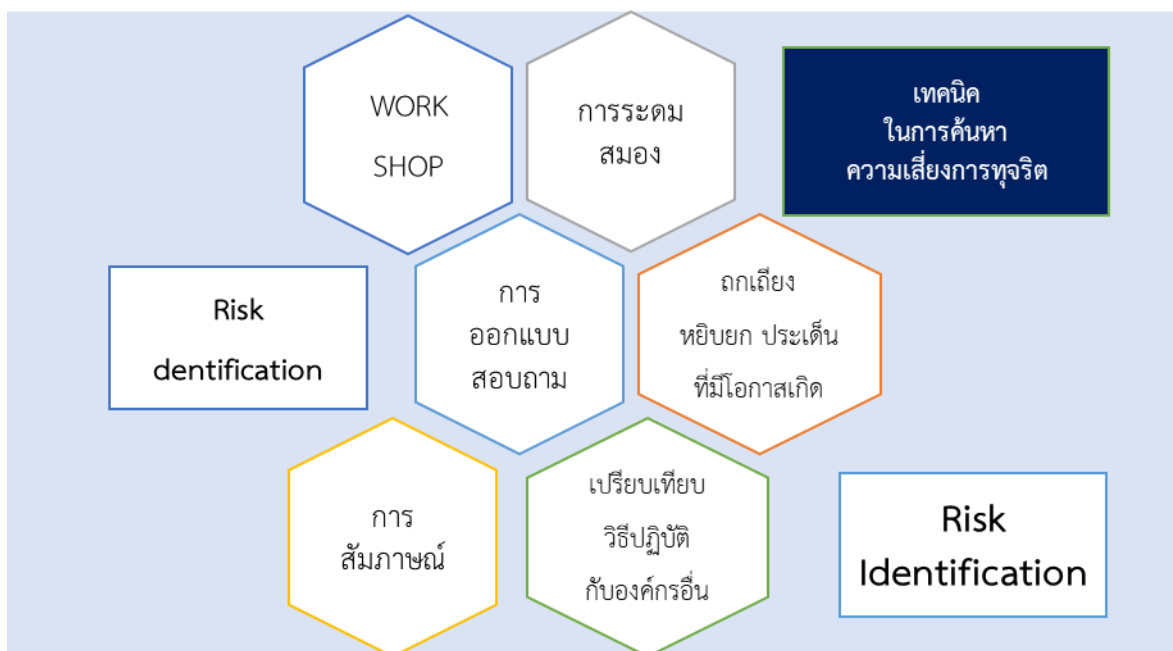 WORK
SHOP
การระดม
สมอง
เทคนิค
ในการค้นหา
ความเสี่ยงการทุจริต
Risk
dentification
การ
ออกแบบ
สอบถาม
ถกเถียง
หยิบยก ประเด็น
ที่มีโอกาสเกิด
การ
สัมภาษณ์
เปรียบเทียบ
วิธีปฏิบัติ
กับองค์กรอื่น
Risk
Identification